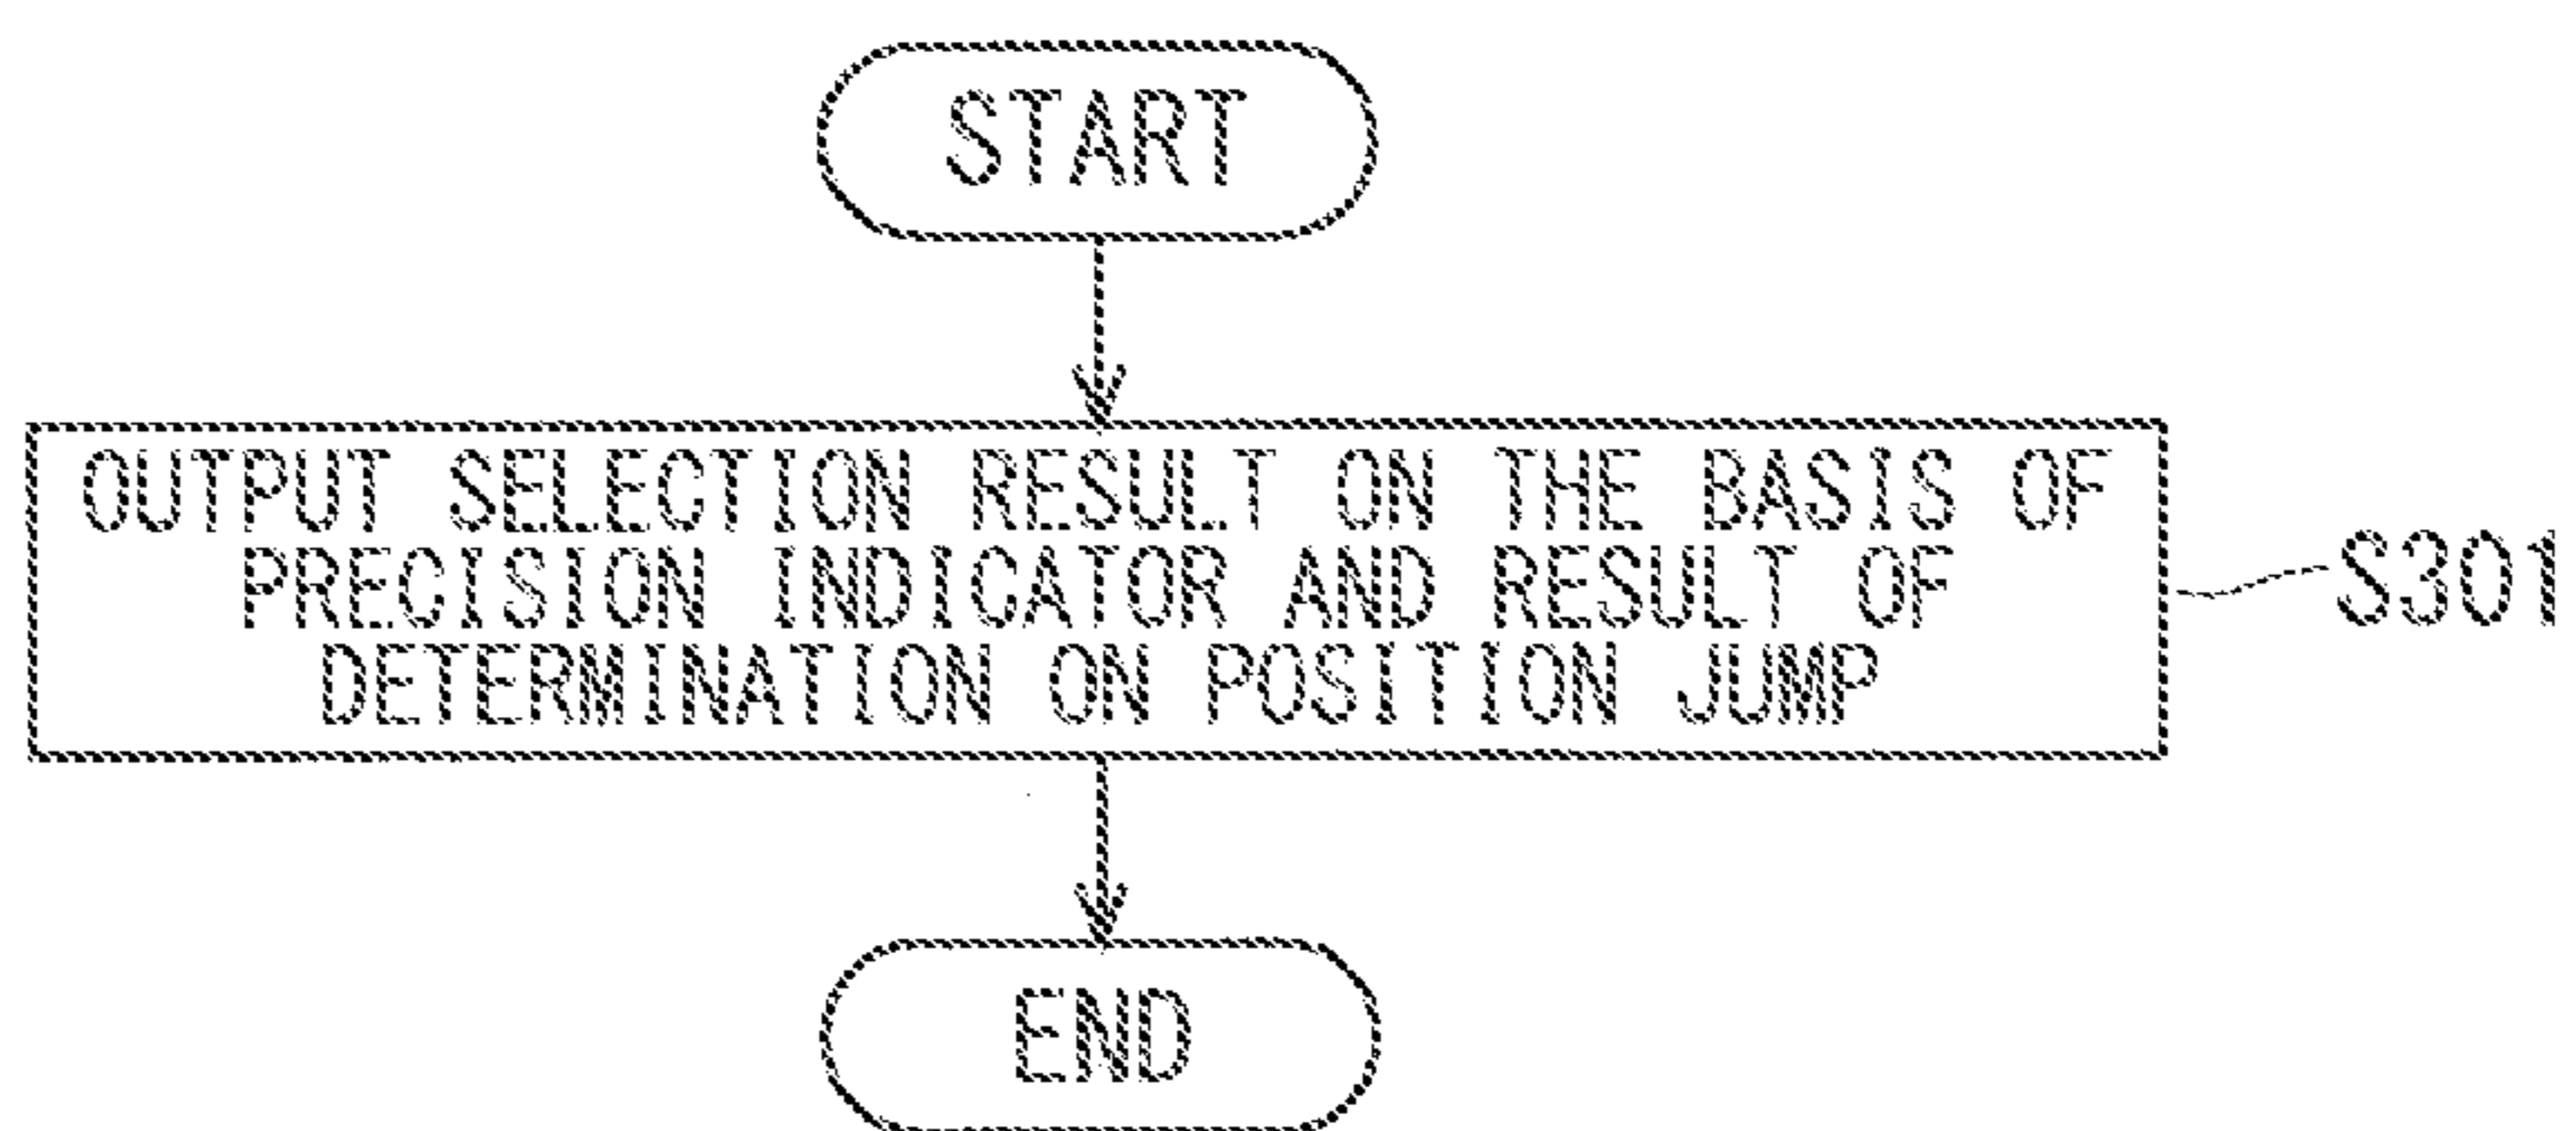 START
OUTPUT SELECTION RESULT ON THE BASIS OF
PRECISION INDICATOR AND RESULT OF
DETERMINATION ON POSITION JUMP
S301
END